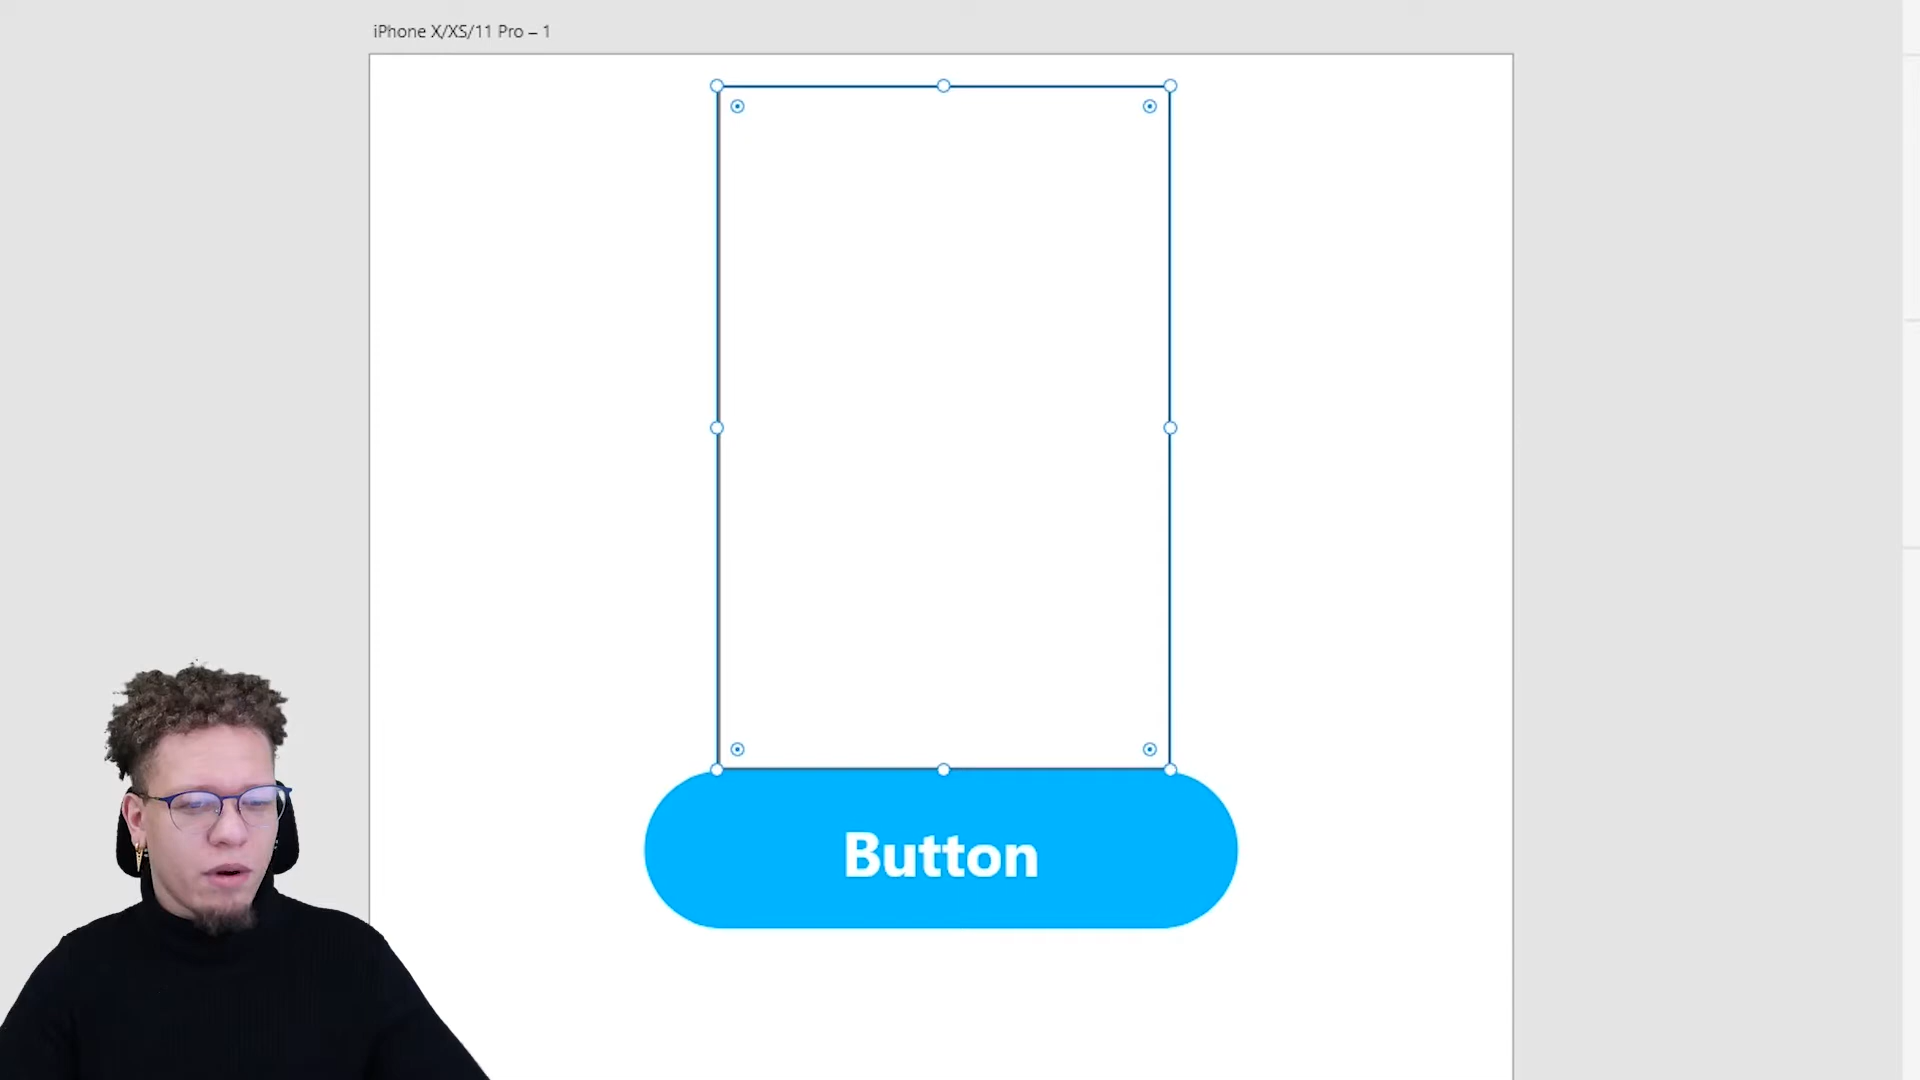 iPhone X/XS/11 Pro – 1
Button